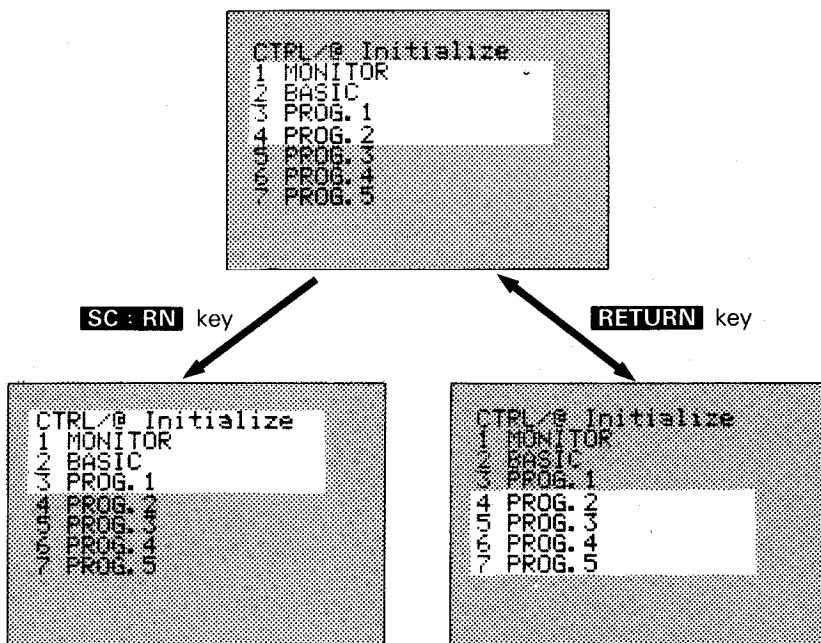 CTRL/@ Initialize
1 MONITOR
2 BASIC
3 PROG.1
4 PROG.2
5 PROG.3
6 PROG.4
7 PROG.5
SC:RN key
RETURN key
CTRL/@ Initialize
1 MONITOR
2 BASIC
3 PROG.1
4 PROG.2
5 PROG.3
6 PROG.4
7 PROG.5
CTRL/@ Initialize
1 MONITOR
2 BASIC
3 PROG.1
4 PROG.2
5 PROG.3
6 PROG.4
7 PROG.5